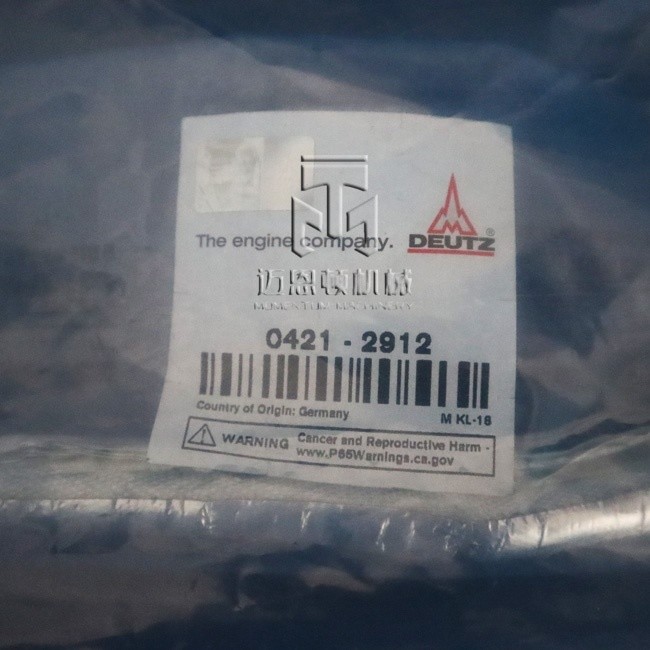 The engine company.
DEUTZ®
迈恩顿机械
0421 - 2912
Country of Origin: Germany
M KL-18
WARNING Cancer and Reproductive Harm -
www.P65Warnings.ca.gov